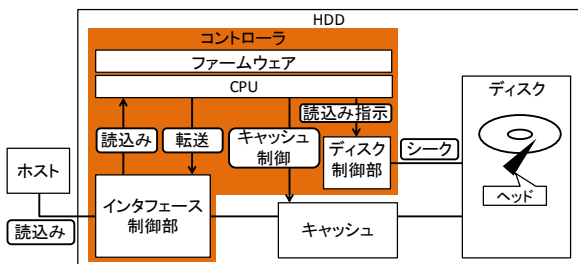 HDD
コントローラ
ファームウェア
CPU
ディスク
読込み指示
読込み
転送
キャッシュ
制御
ディスク
制御部
シーク
ホスト
ヘッド
読込み
インタフェース
制御部
キャッシュ